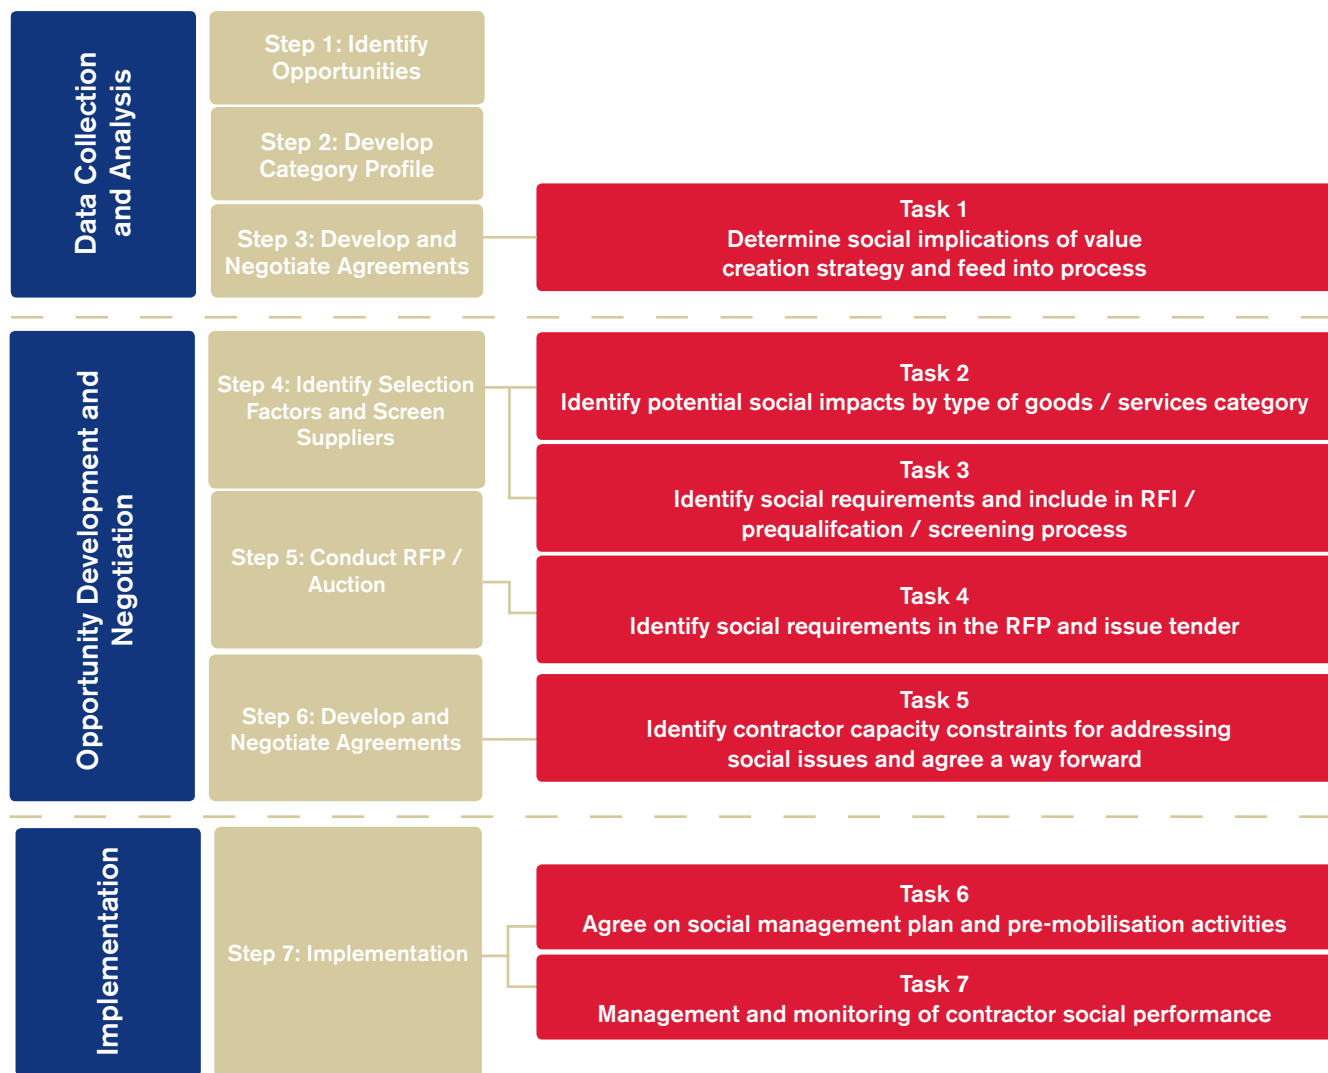 Data Collection
and Analysis
Step 1: Identify
Opportunities
Step 2: Develop
Category Profile
Step 3: Develop and
Negotiate Agreements
Task 1
Determine social implications of value
creation strategy and feed into process
Opportunity Development and
Negotiation
Step 4: Identify Selection
Factors and Screen
Suppliers
Task 2
Identify potential social impacts by type of goods / services category
Task 3
Identify social requirements and include in RFI /
prequalifcation / screening process
Step 5: Conduct RFP /
Auction
Task 4
Identify social requirements in the RFP and issue tender
Step 6: Develop and
Negotiate Agreements
Task 5
Identify contractor capacity constraints for addressing
social issues and agree a way forward
Implementation
Step 7: Implementation
Task 6
Agree on social management plan and pre-mobilisation activities
Task 7
Management and monitoring of contractor social performance